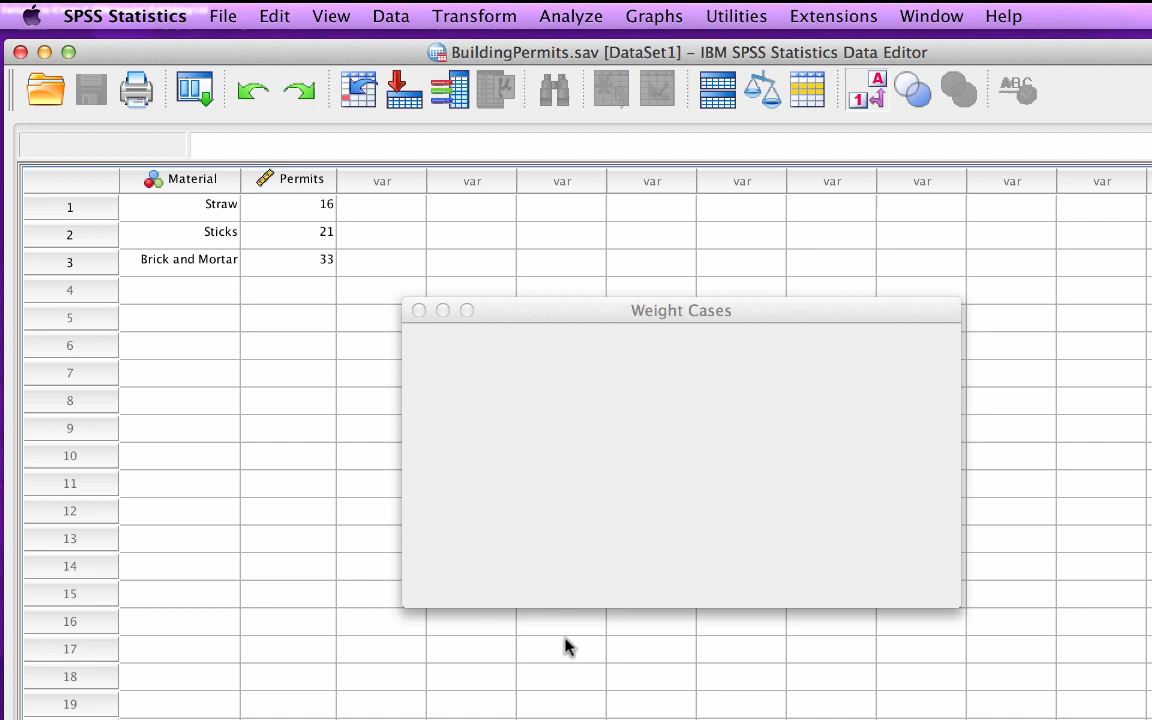 SPSS Statistics File Edit View Data Transform Analyze Graphs Utilities Extensions Window Help
BuildingPermits.sav [DataSet1] – IBM SPSS Statistics Data Editor
A
1
μ
ABC
Material Permits var var var var var var var var var
1 Straw 16
2 Sticks 21
3 Brick and Mortar 33
4
Weight Cases
5
6
7
8
9
10
11
12
13
14
15
16
17
18
19